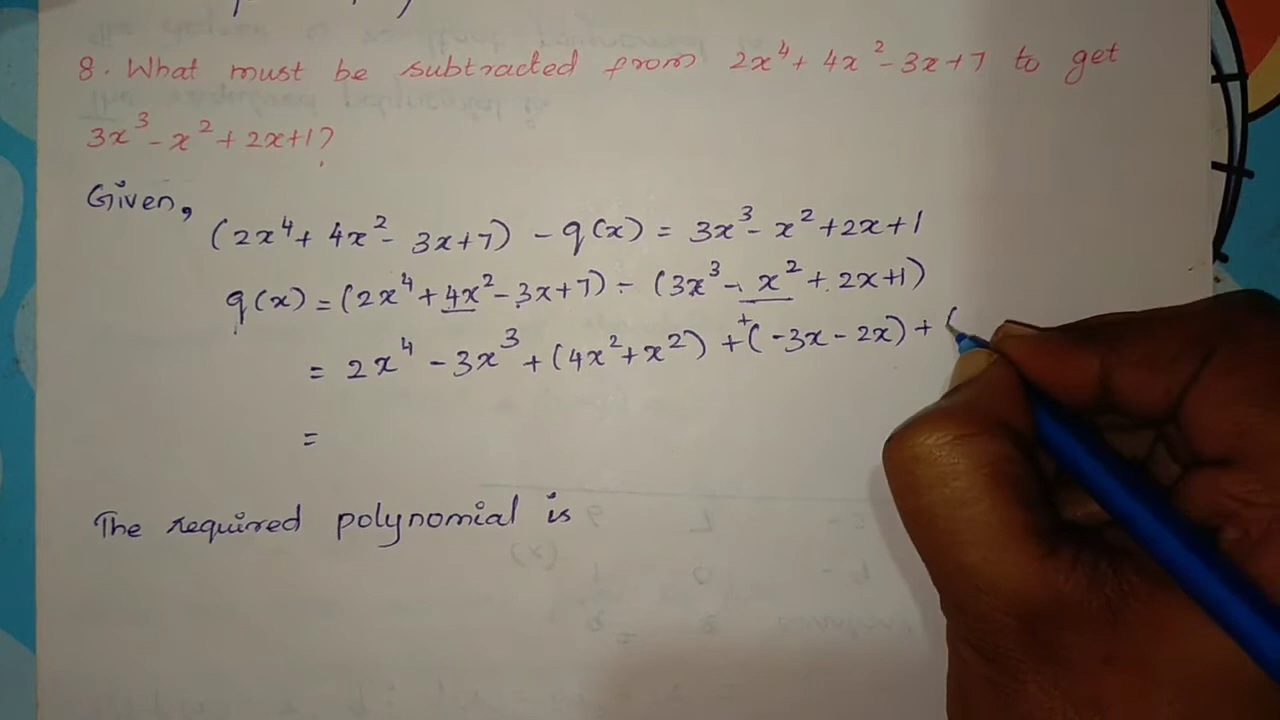 8. What must be subtracted from 2x⁴ + 4x² - 3x + 7 to get
3x³ - x² + 2x + 1?
Given,
(2x⁴ + 4x² - 3x + 7) - q(x) = 3x³ - x² + 2x + 1
q(x) = (2x⁴ + 4x² - 3x + 7) - (3x³ - x² + 2x + 1)
= 2x⁴ - 3x³ + (4x² + x²) + (-3x - 2x) + (
=
The required polynomial is